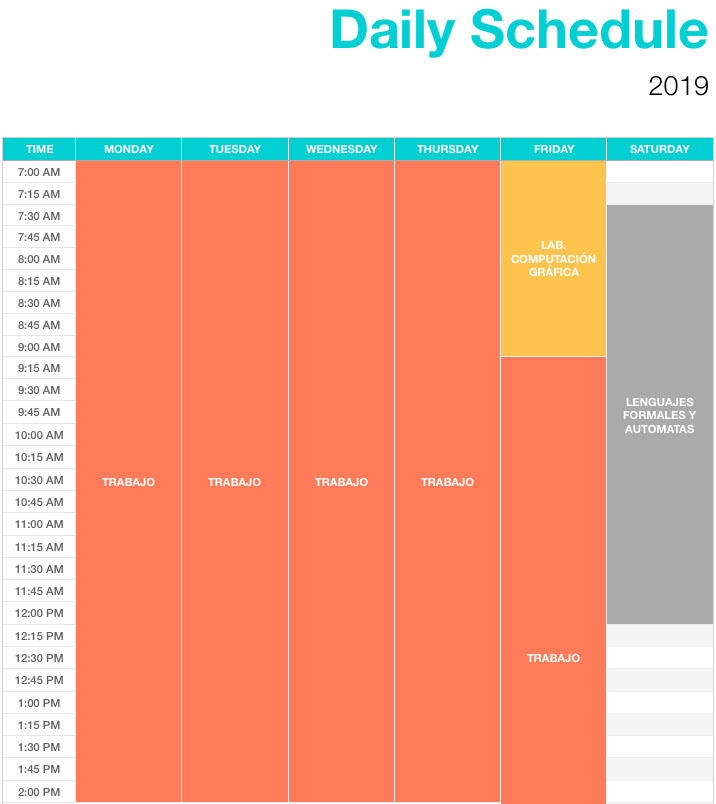 Daily Schedule
2019
TIME MONDAY TUESDAY WEDNESDAY THURSDAY FRIDAY SATURDAY
7:00 AM
7:15 AM
7:30 AM
7:45 AM
LAB.
COMPUTACIÓN
GRÁFICA
8:00 AM
8:15 AM
8:30 AM
8:45 AM
9:00 AM
9:15 AM
9:30 AM
9:45 AM
LENGUAJES
FORMALES Y
AUTOMATAS
10:00 AM
10:15 AM
10:30 AM TRABAJO TRABAJO TRABAJO TRABAJO
10:45 AM
11:00 AM
11:15 AM
11:30 AM
11:45 AM
12:00 PM
12:15 PM
12:30 PM TRABAJO
12:45 PM
1:00 PM
1:15 PM
1:30 PM
1:45 PM
2:00 PM